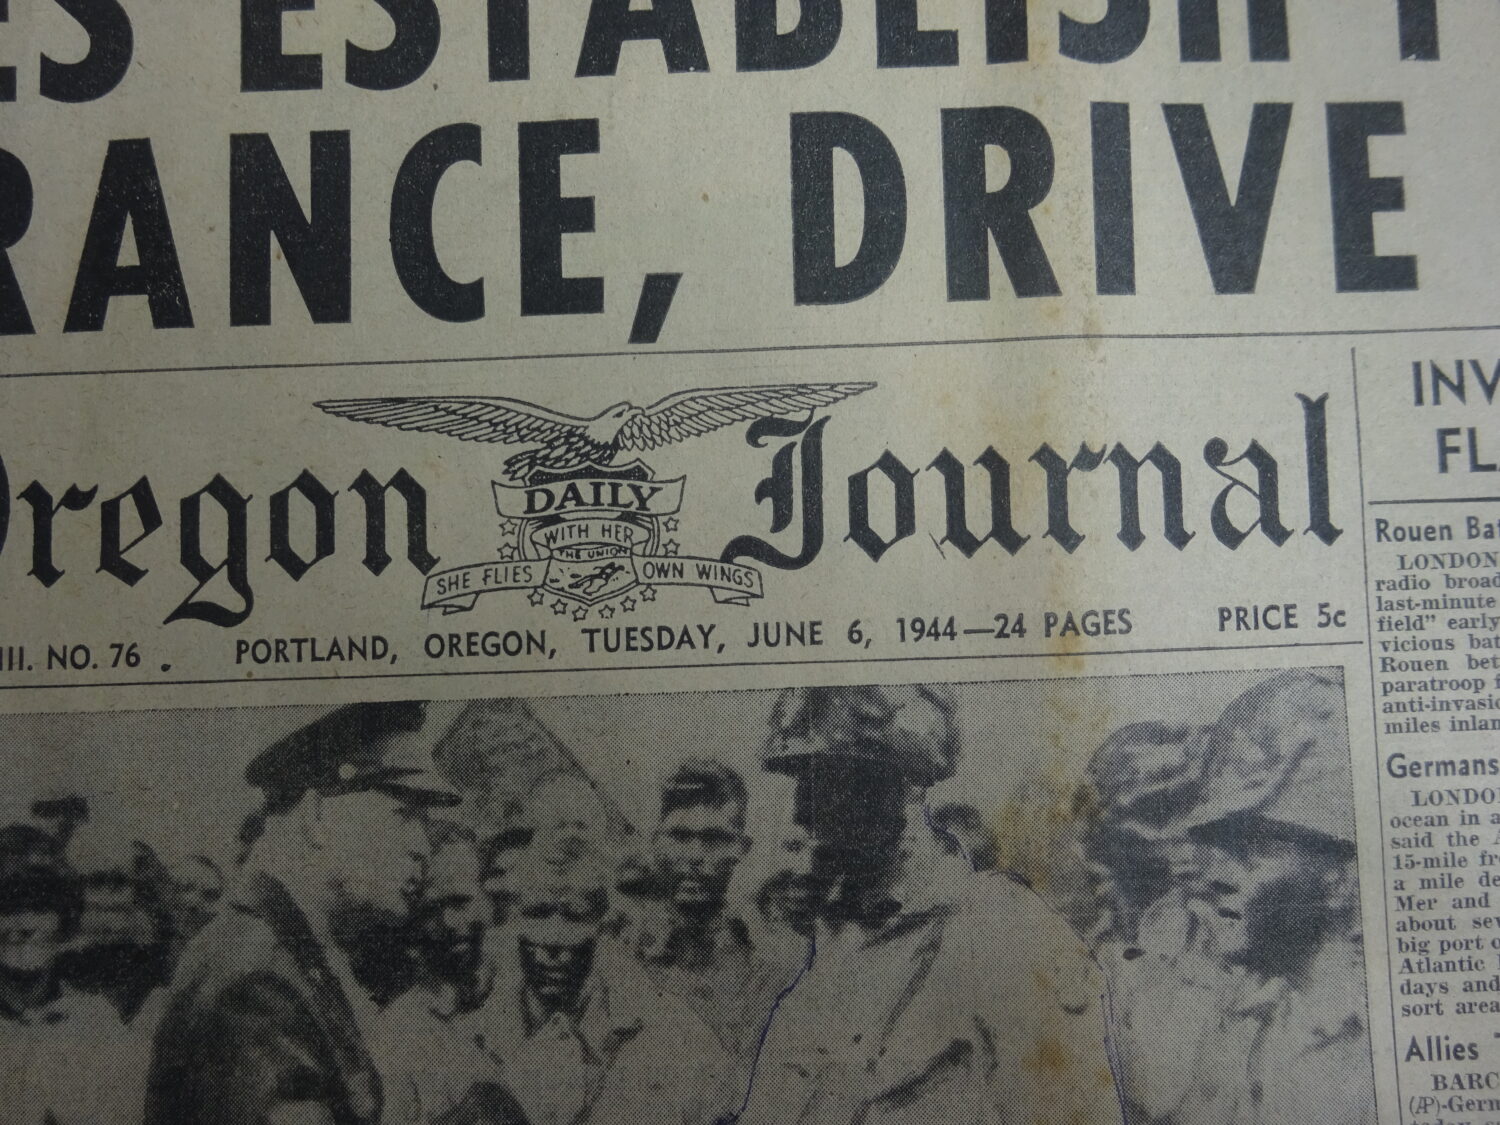 ES ESTABLISH
RANCE, DRIVE
Oregon Journal
DAILY
WITH HER
THE UNION
SHE FLIES OWN WINGS
III. NO. 76 . PORTLAND, OREGON, TUESDAY, JUNE 6, 1944—24 PAGES PRICE 5c
INV
FL
Rouen Bat
LONDON
radio broad
last-minute
field" early
vicious bat
Rouen bet
paratroop f
anti-invasi
miles inlan
Germans
LONDO
ocean in a
said the A
15-mile fr
a mile de
Mer and
about sev
big port o
Atlantic
days and
sort area
Allies
BARC
(AP)-Germ